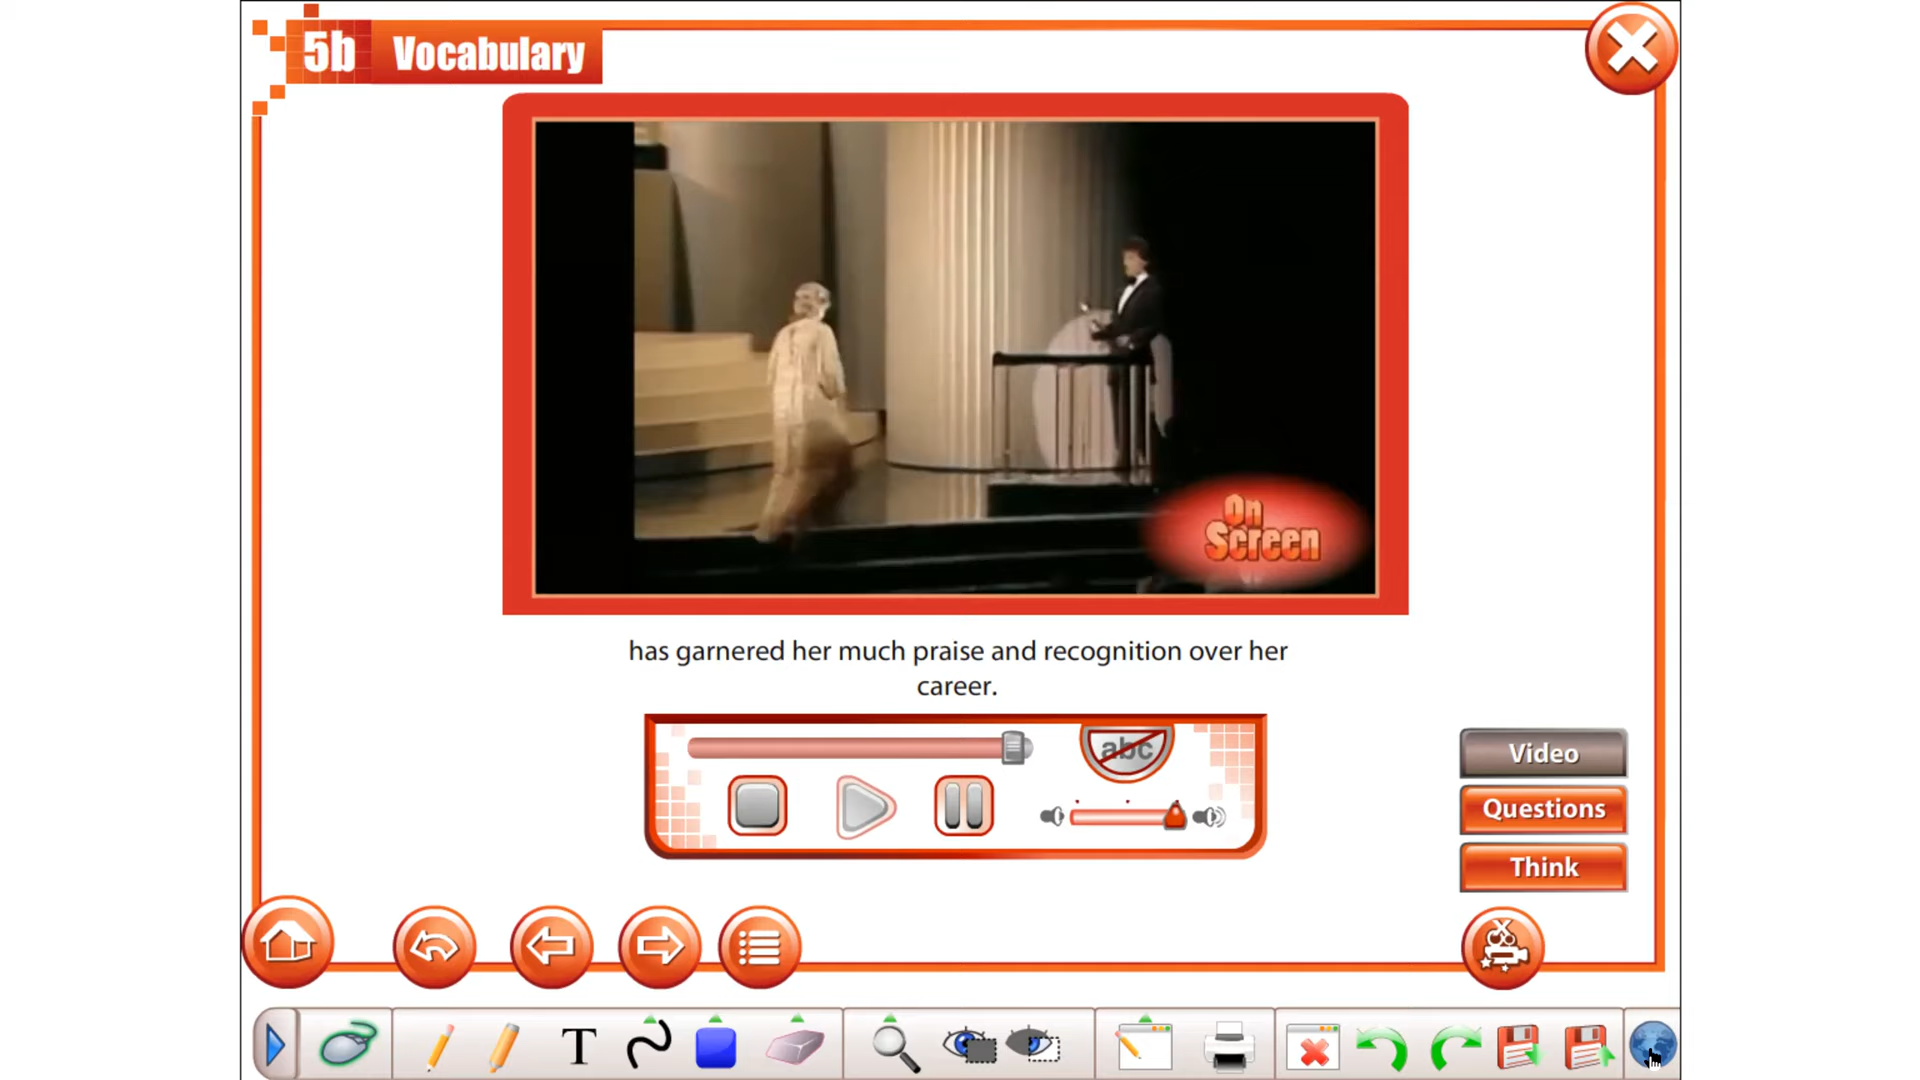 5b Vocabulary
On
Screen
has garnered her much praise and recognition over her
career.
abc
Video
Questions
Think
T